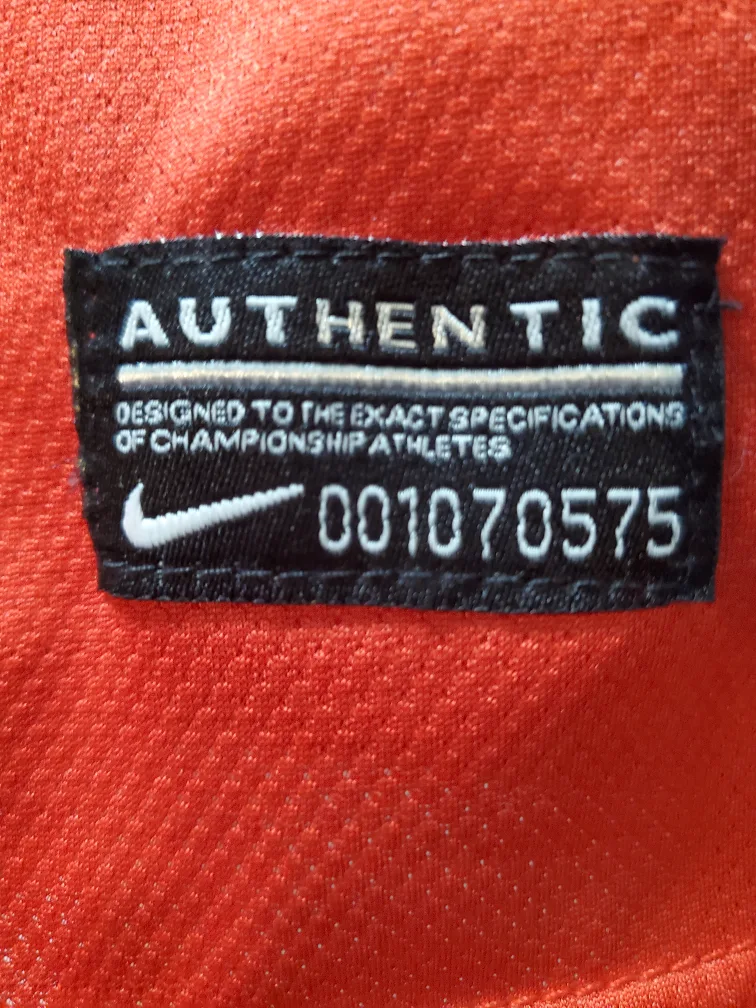 AUTHENTIC
DESIGNED TO THE EXACT SPECIFICATIONS
OF CHAMPIONSHIP ATHLETES
001070575